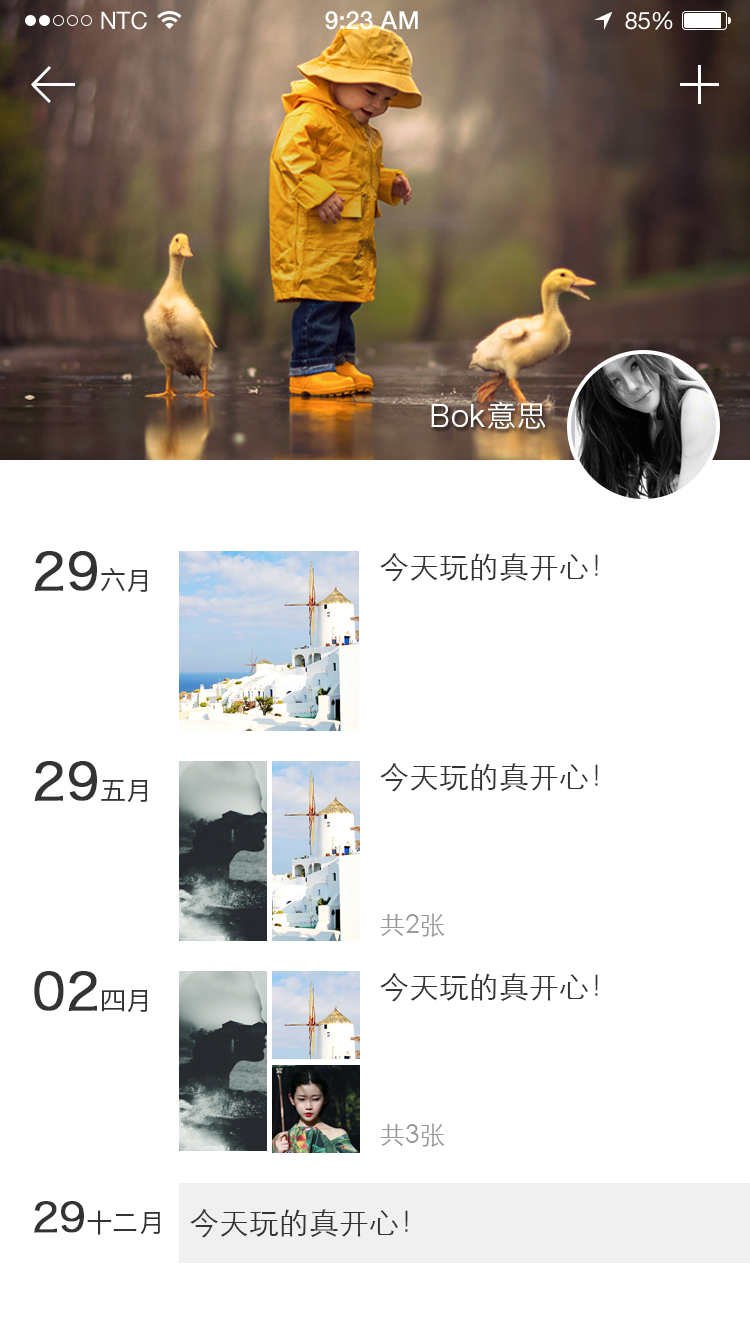 NTC 9:23 AM 85%
Bok意思
29六月 今天玩的真开心！
29五月 今天玩的真开心！
共2张
02四月 今天玩的真开心！
共3张
29十二月 今天玩的真开心！